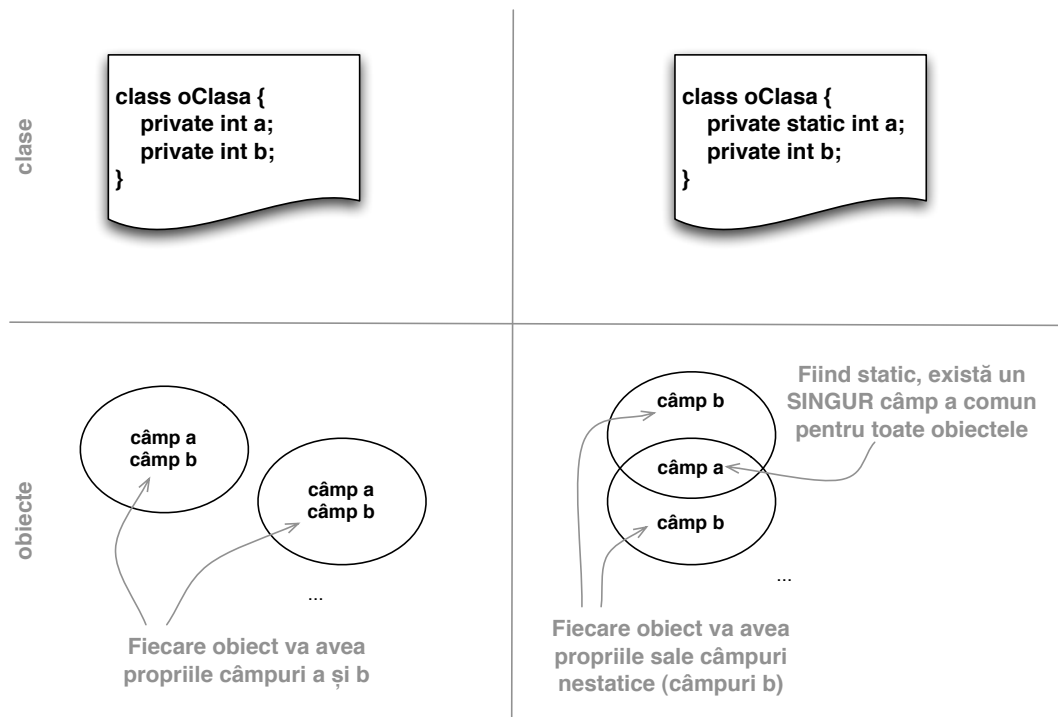 clase
class oClasa {
private int a;
private int b;
}
class oClasa {
private static int a;
private int b;
}
obiecte
câmp a
câmp b
câmp a
câmp b
...
Fiecare obiect va avea
propriile câmpuri a și b
câmp b
câmp a
câmp b
...
Fiind static, există un
SINGUR câmp a comun
pentru toate obiectele
Fiecare obiect va avea
propriile sale câmpuri
nestatice (câmpuri b)